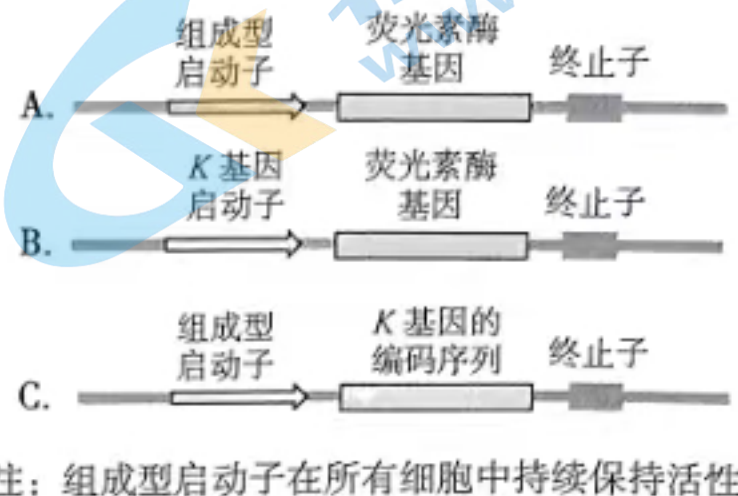 组成型 荧光素酶
启动子 基因 终止子
A.
K 基因 荧光素酶
启动子 基因 终止子
B.
组成型 K 基因的
启动子 编码序列 终止子
C.
注：组成型启动子在所有细胞中持续保持活性